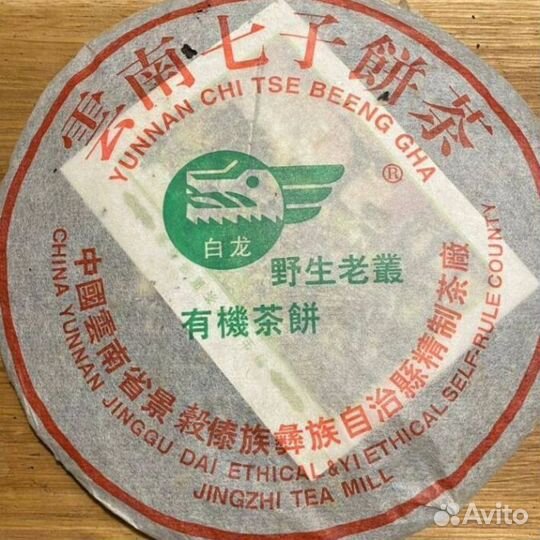 雲南七子餅茶
YUNNAN CHI TSE BEENG GHA
®
白龙
野生老叢
有機茶餅
中國雲南省景穀傣族彝族自治縣精制茶廠
CHINA YUNNAN JINGGU DAI ETHICAL & YI ETHICAL SELF-RULE COUNTY
JINGZHI TEA MILL
Avito